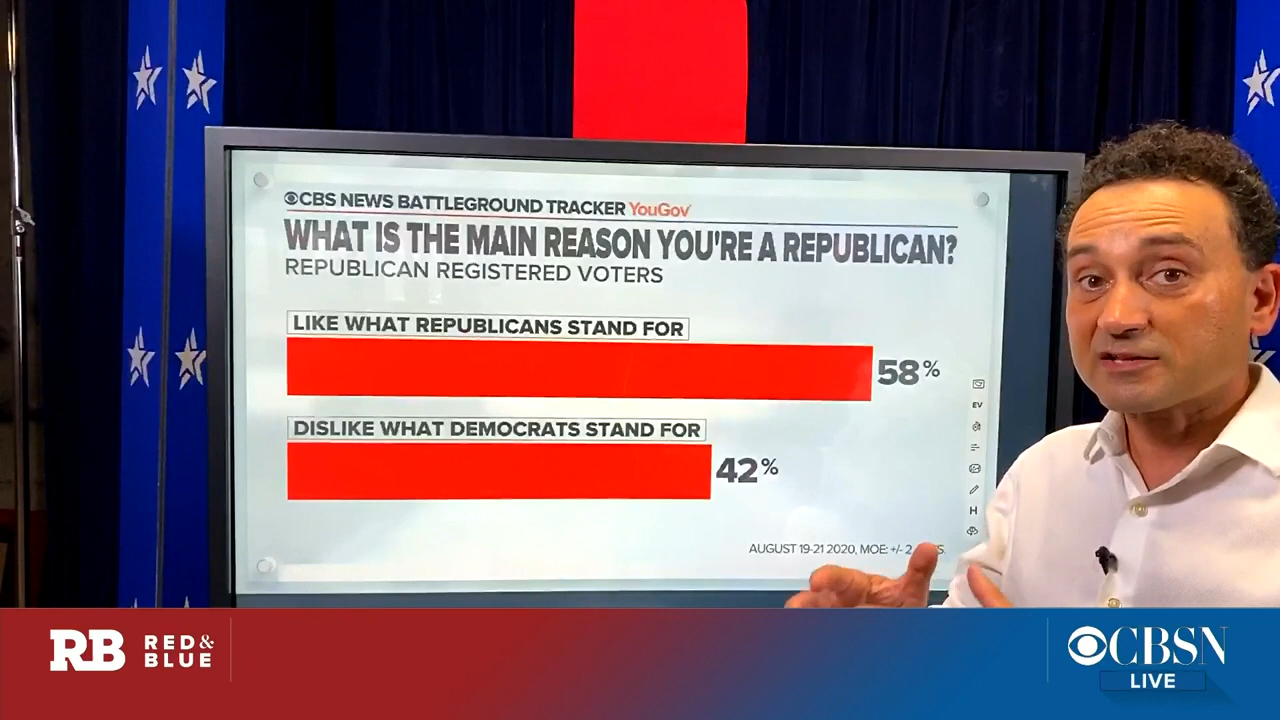 CBS NEWS BATTLEGROUND TRACKER YouGov
WHAT IS THE MAIN REASON YOU'RE A REPUBLICAN?
REPUBLICAN REGISTERED VOTERS
LIKE WHAT REPUBLICANS STAND FOR
58%
DISLIKE WHAT DEMOCRATS STAND FOR
42%
EV
H
AUGUST 19-21 2020, MOE: +/- 2
RB RED & BLUE
CBSN
LIVE